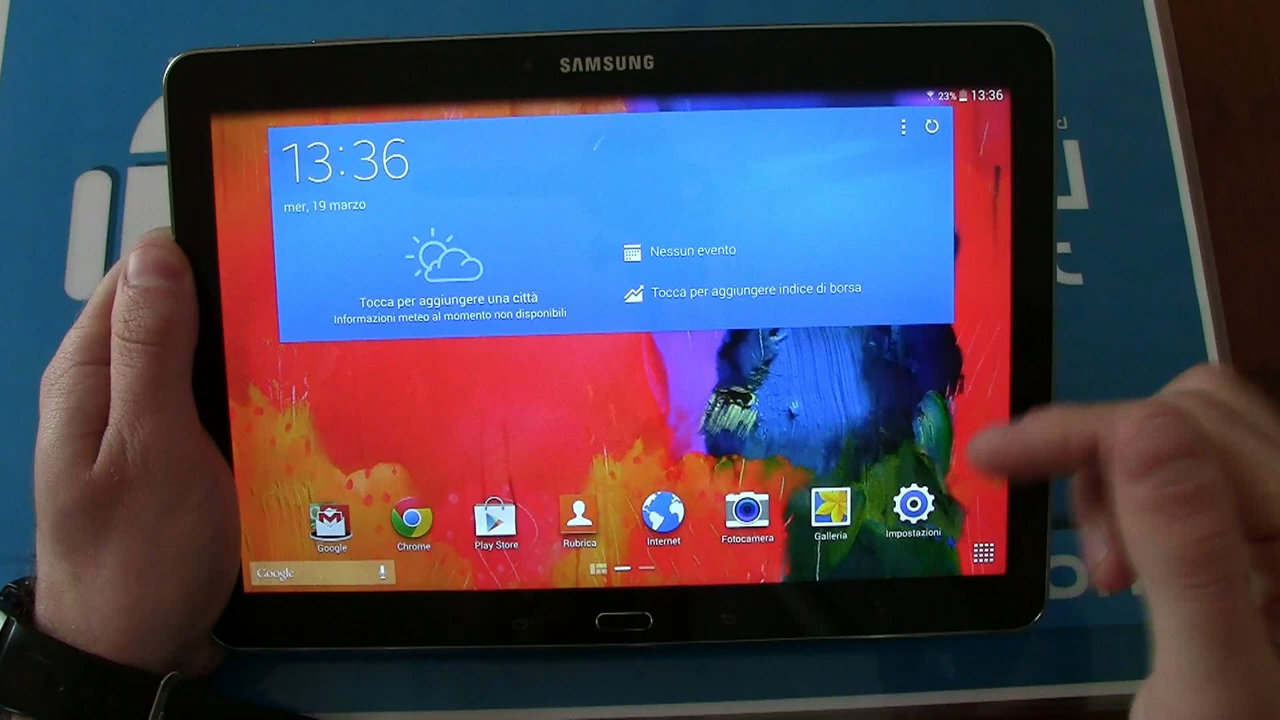 SAMSUNG
23% 13:36
13:36
mer, 19 marzo
Nessun evento
Tocca per aggiungere una città
Tocca per aggiungere indice di borsa
Informazioni meteo al momento non disponibili
Google
Chrome
Play Store
Rubrica
Internet
Fotocamera
Galleria
Impostazioni
Google